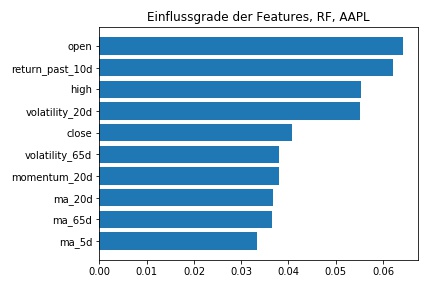 Einflussgrade der Features, RF, AAPL
open
return_past_10d
high
volatility_20d
close
volatility_65d
momentum_20d
ma_20d
ma_65d
ma_5d
0.00 0.01 0.02 0.03 0.04 0.05 0.06